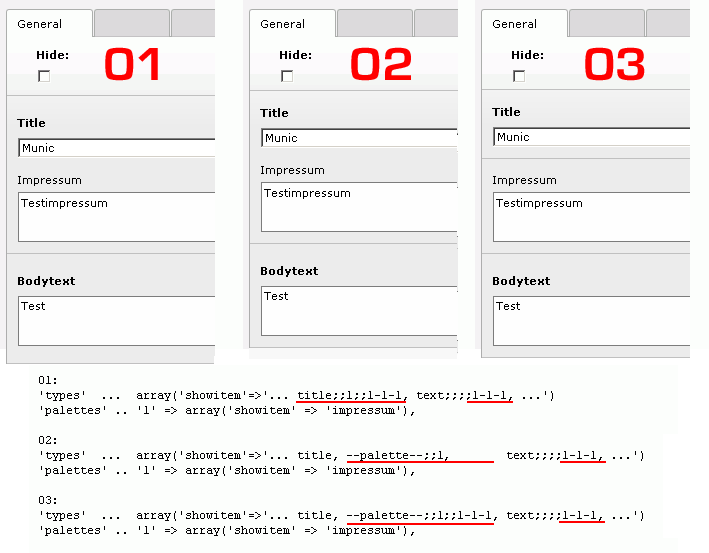 General
Hide:
01
Title
Munic
Impressum
Testimpressum
Bodytext
Test
General
Hide:
02
Title
Munic
Impressum
Testimpressum
Bodytext
Test
General
Hide:
03
Title
Munic
Impressum
Testimpressum
Bodytext
Test
01:
'types'  ...  array('showitem'=>'... title;;1;;1-1-1, text;;;;1-1-1, ...')
'palettes' .. '1' => array('showitem' => 'impressum'),
02:
'types'  ...  array('showitem'=>'... title, --palette--;;1,        text;;;;1-1-1, ...')
'palettes' .. '1' => array('showitem' => 'impressum'),
03:
'types'  ...  array('showitem'=>'... title, --palette--;;1;;1-1-1, text;;;;1-1-1, ...')
'palettes' .. '1' => array('showitem' => 'impressum'),